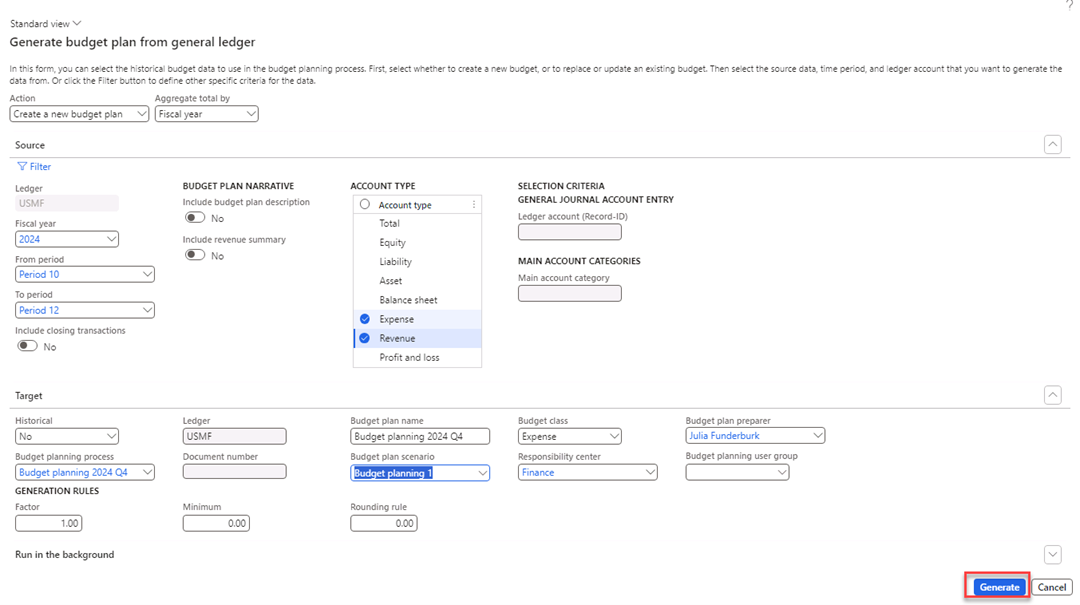 ?
Standard view
Generate budget plan from general ledger
In this form, you can select the historical budget data to use in the budget planning process. First, select whether to create a new budget, or to replace or update an existing budget. Then select the source data, time period, and ledger account that you want to generate the
data from. Or click the Filter button to define other specific criteria for the data.
Action
Aggregate total by
Create a new budget plan
Fiscal year
Source
Filter
Ledger
USMF
Fiscal year
2024
From period
Period 10
To period
Period 12
Include closing transactions
No
BUDGET PLAN NARRATIVE
Include budget plan description
No
Include revenue summary
No
ACCOUNT TYPE
Account type
Total
Equity
Liability
Asset
Balance sheet
Expense
Revenue
Profit and loss
SELECTION CRITERIA
GENERAL JOURNAL ACCOUNT ENTRY
Ledger account (Record-ID)
MAIN ACCOUNT CATEGORIES
Main account category
Target
Historical
No
Ledger
USMF
Budget plan name
Budget planning 2024 Q4
Budget class
Expense
Budget plan preparer
Julia Funderburk
Budget planning process
Budget planning 2024 Q4
Document number
Budget plan scenario
Budget planning 1
Responsibility center
Finance
Budget planning user group
GENERATION RULES
Factor
1.00
Minimum
0.00
Rounding rule
0.00
Run in the background
Generate
Cancel